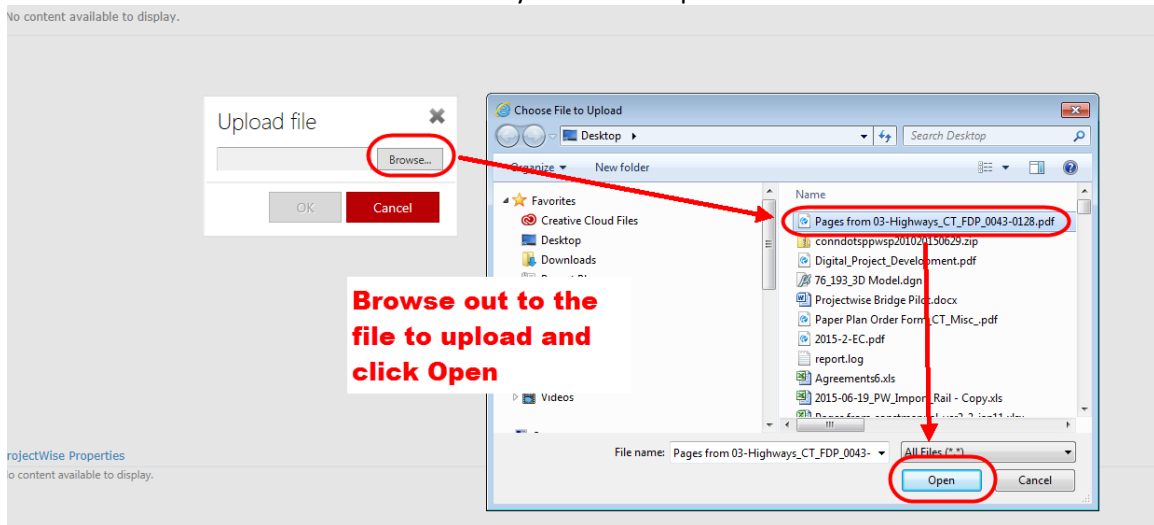 No content available to display.
Upload file
Browse...
OK
Cancel
Browse out to the
file to upload and
click Open
Choose File to Upload
Desktop
Search Desktop
Organize
New folder
Favorites
Creative Cloud Files
Desktop
Downloads
Videos
Name
Pages from 03-Highways_CT_FDP_0043-0128.pdf
conndotsppwsp201020150629.zip
Digital_Project_Development.pdf
76_193_3D Model.dgn
Projectwise Bridge Pilot.docx
Paper Plan Order Form_CT_Misc_.pdf
2015-2-EC.pdf
report.log
Agreements6.xls
2015-06-19_PW_Import_Rail - Copy.xls
File name:
Pages from 03-Highways_CT_FDP_0043-
All Files (*.*)
Open
Cancel
rojectWise Properties
o content available to display.